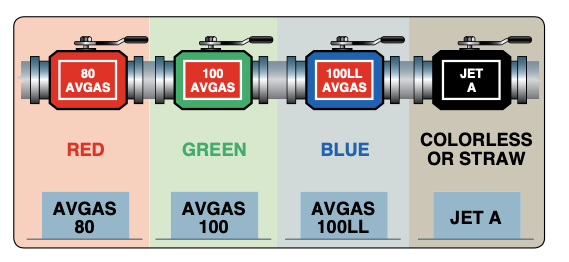 80
AVGAS
100
AVGAS
100LL
AVGAS
JET
A
RED
GREEN
BLUE
COLORLESS
OR STRAW
AVGAS
80
AVGAS
100
AVGAS
100LL
JET A